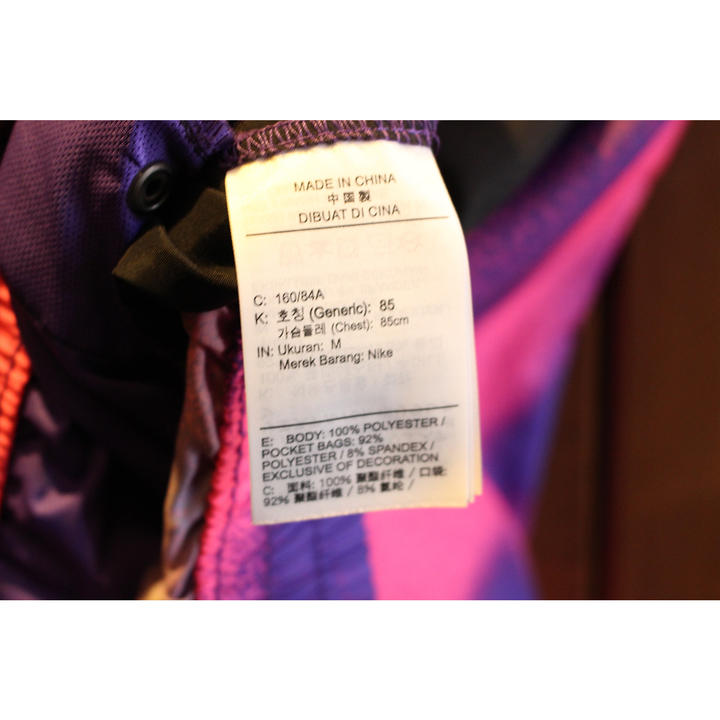 MADE IN CHINA
中国製
DIBUAT DI CINA
C: 160/84A
K: 호칭 (Generic): 85
가슴둘레 (Chest): 85cm
IN: Ukuran: M
Merek Barang: Nike
E: BODY: 100% POLYESTER /
POCKET BAGS: 92%
POLYESTER / 8% SPANDEX /
EXCLUSIVE OF DECORATION
C: 面料: 100% 聚酯纤维 / 口袋:
92% 聚酯纤维 / 8% 氨纶 /